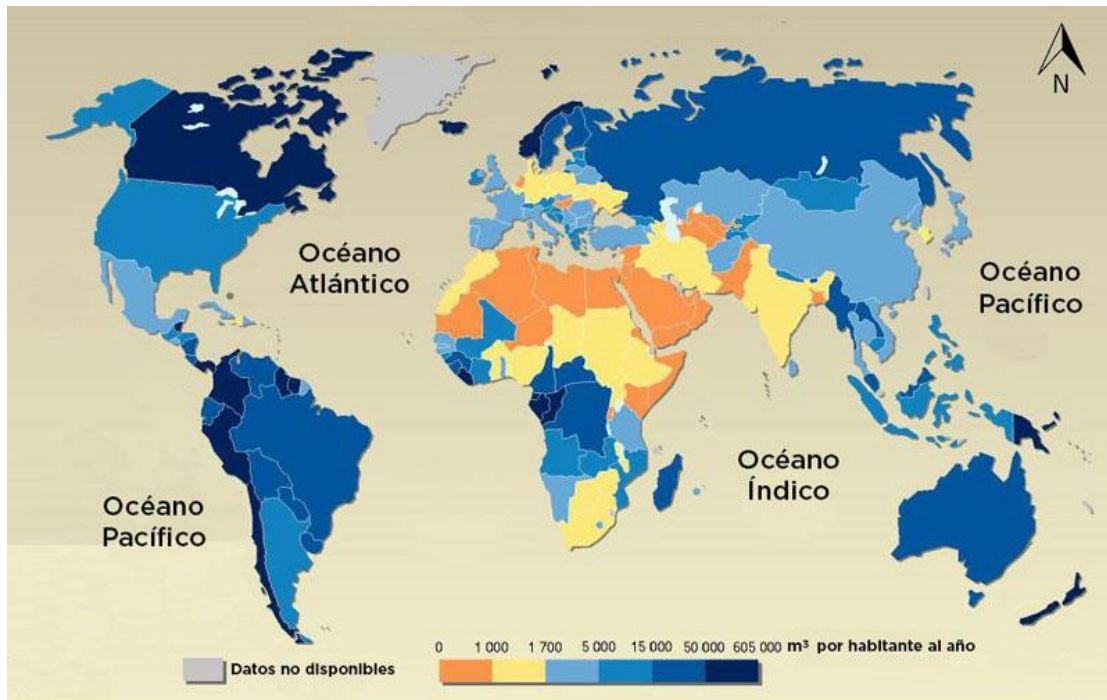 N
Océano
Atlántico
Océano
Pacífico
Océano
Índico
Océano
Pacífico
0 1 000 1 700 5 000 15 000 50 000 605 000 m³ por habitante al año
Datos no disponibles